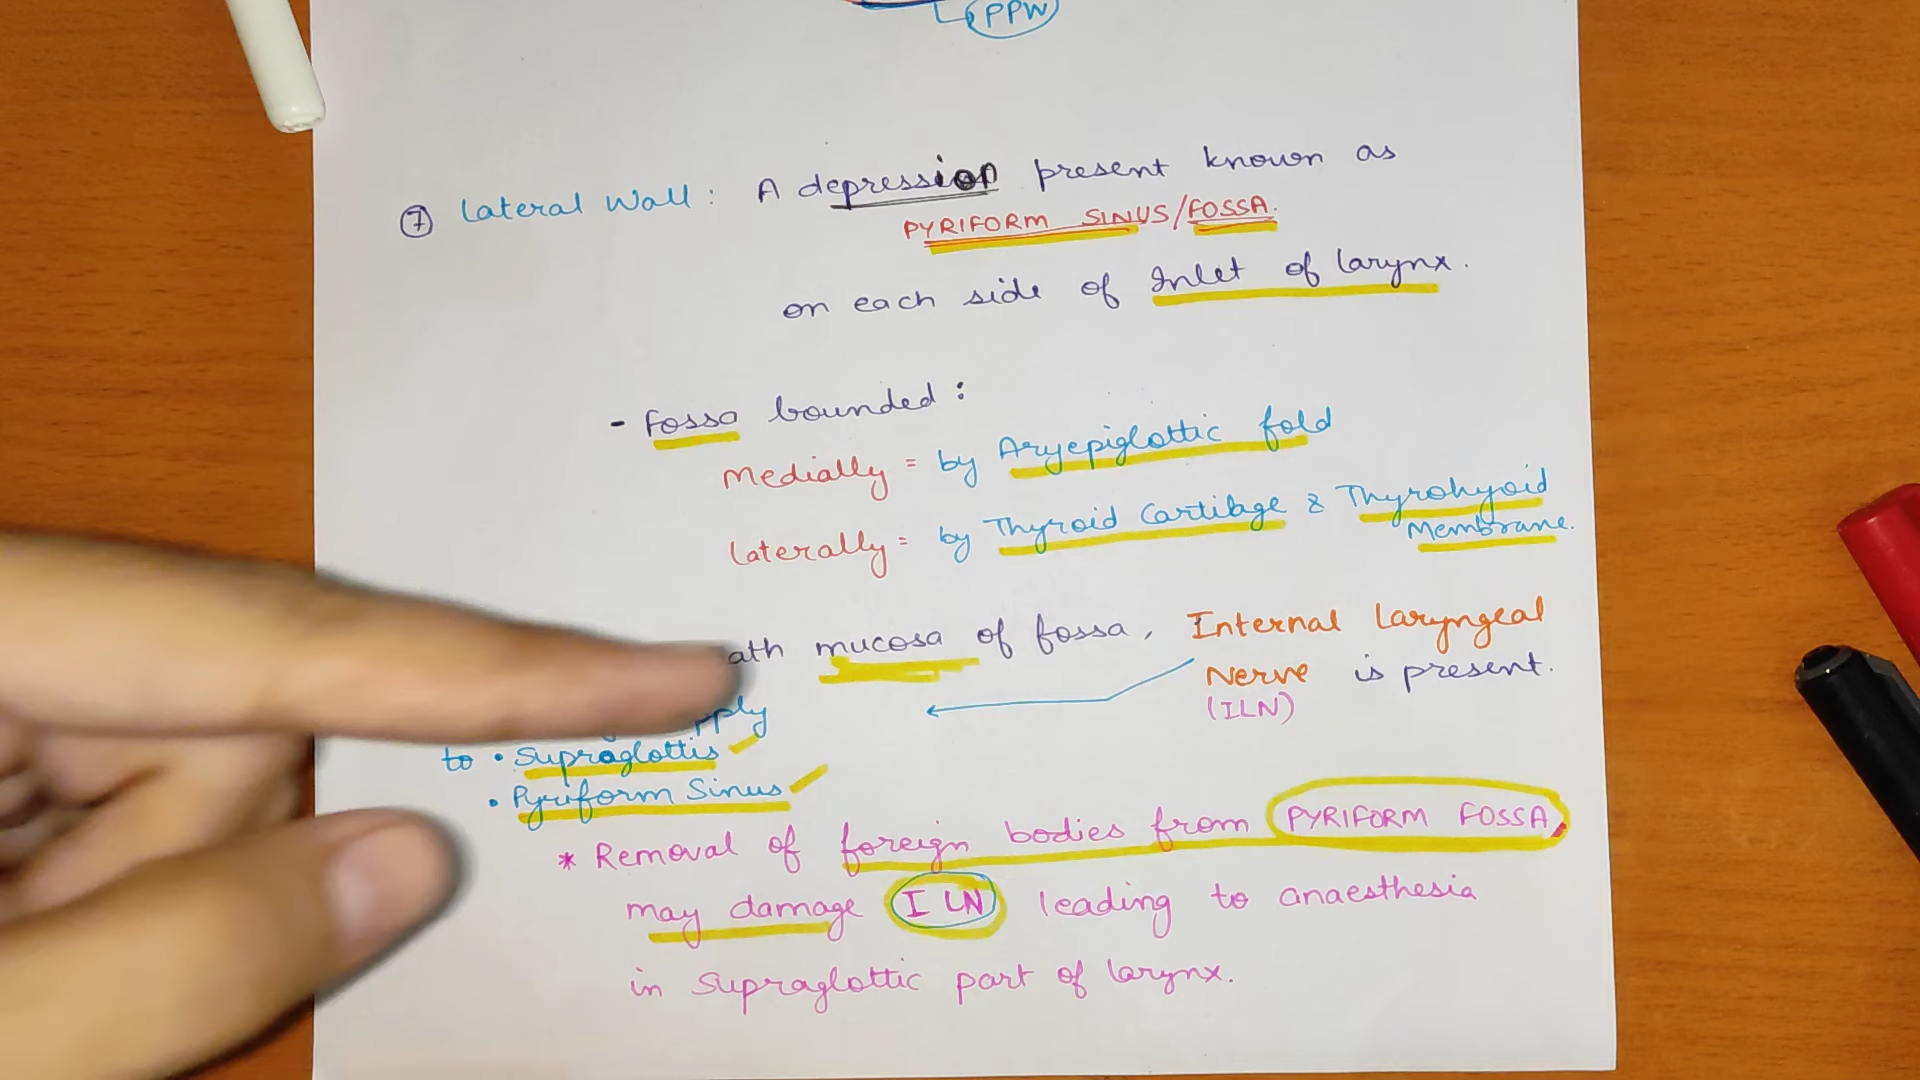 PPW
⑦ Lateral Wall : A depression present known as
PYRIFORM SINUS/FOSSA.
on each side of Inlet of larynx.
- Fossa bounded :
Medially = by Aryepiglottic fold
Laterally = by Thyroid Cartilage & Thyrohyoid
Membrane.
mucosa of fossa, Internal Laryngeal
Nerve is present.
(ILN)
to • Supraglottis
• Pyriform Sinus
* Removal of foreign bodies from PYRIFORM FOSSA,
may damage ILN leading to anaesthesia
in supraglottic part of larynx.